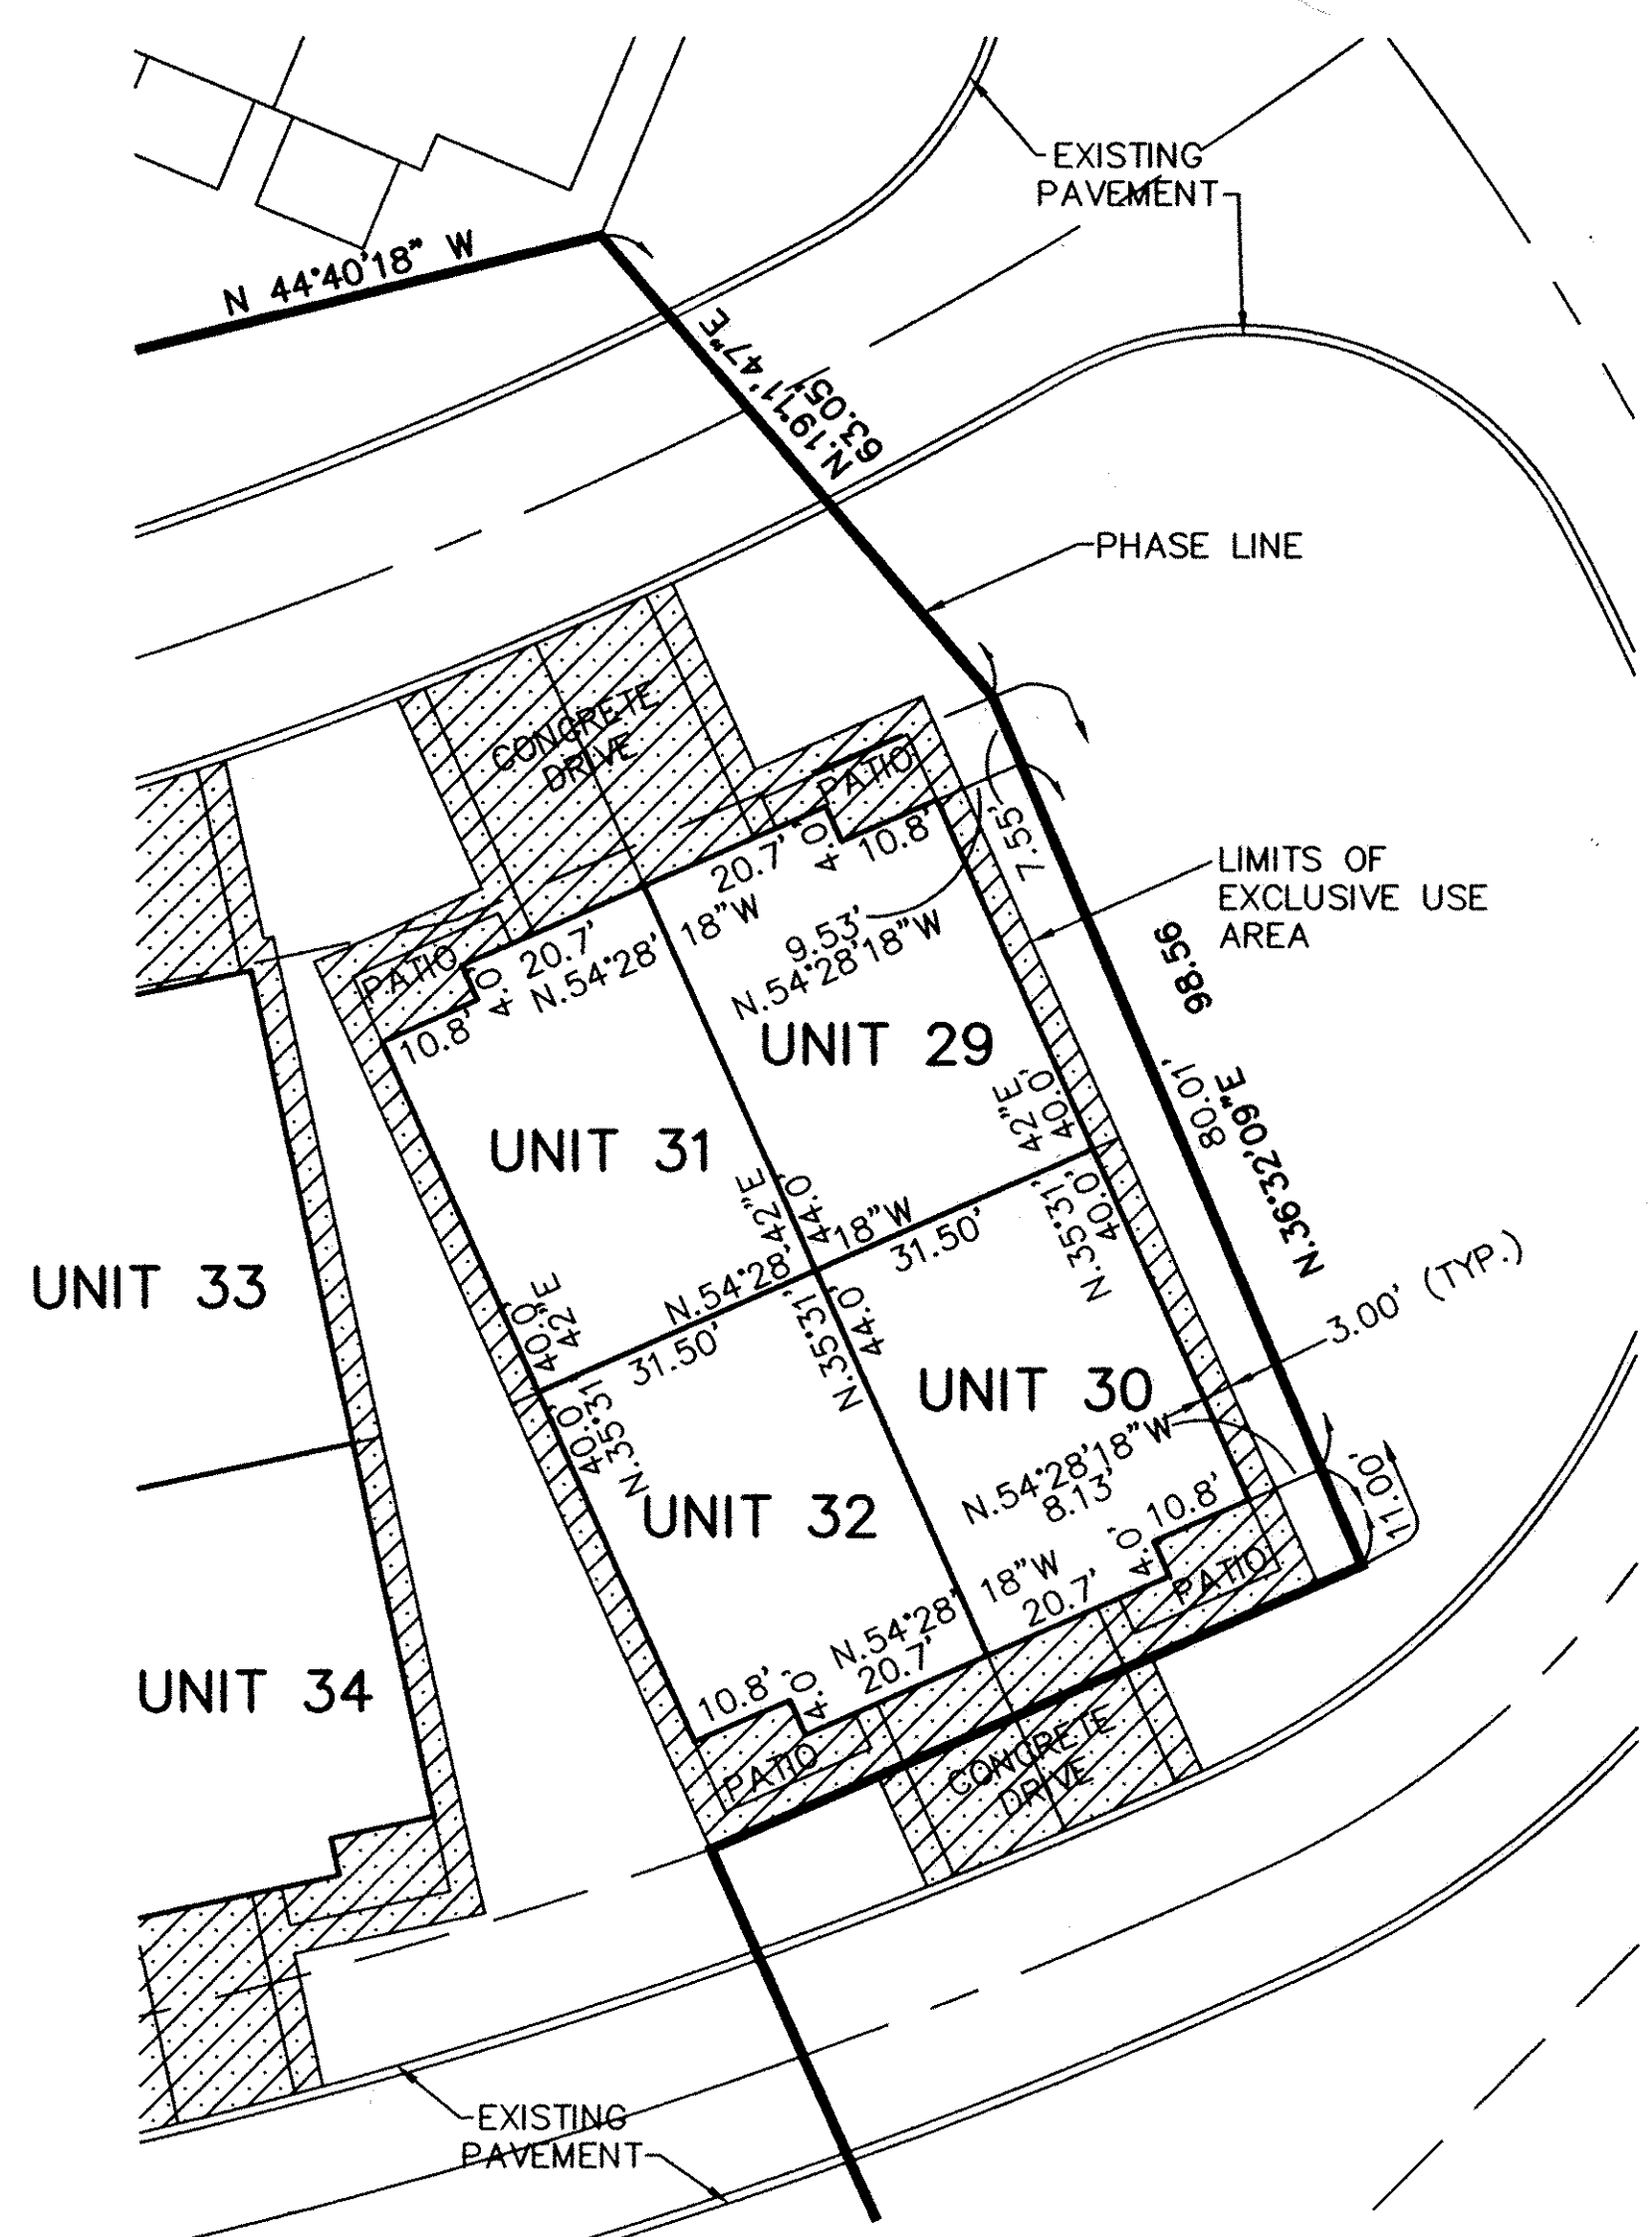 EXISTING
PAVEMENT
N 44°40'18" W
N.19°11'47"E
63.05'
PHASE LINE
CONCRETE
DRIVE
PATIO
7.55'
LIMITS OF
EXCLUSIVE USE
AREA
20.7'
4.0'
10.8'
18"W
9.53'
N.54°28'18"W
UNIT 29
98.56
80.01'
N.36°32'09"E
PATIO
20.7'
4.0'
N.54°28'
10.8'
UNIT 31
42"E
40.0'
42"E
44.0'
18"W
31.50'
N.35°31'
40.0'
UNIT 33
N.54°28'
31.50'
40.0'
42"E
N.35°31'
44.0'
3.00' (TYP.)
40.0'
N.35°31
UNIT 30
N.54°28'18"W
8.13'
10.8'
4.0'
11.00'
UNIT 32
18"W
20.7'
PATIO
N.54°28'
20.7'
10.8'
4.0'
UNIT 34
PATIO
CONCRETE
DRIVE
EXISTING
PAVEMENT